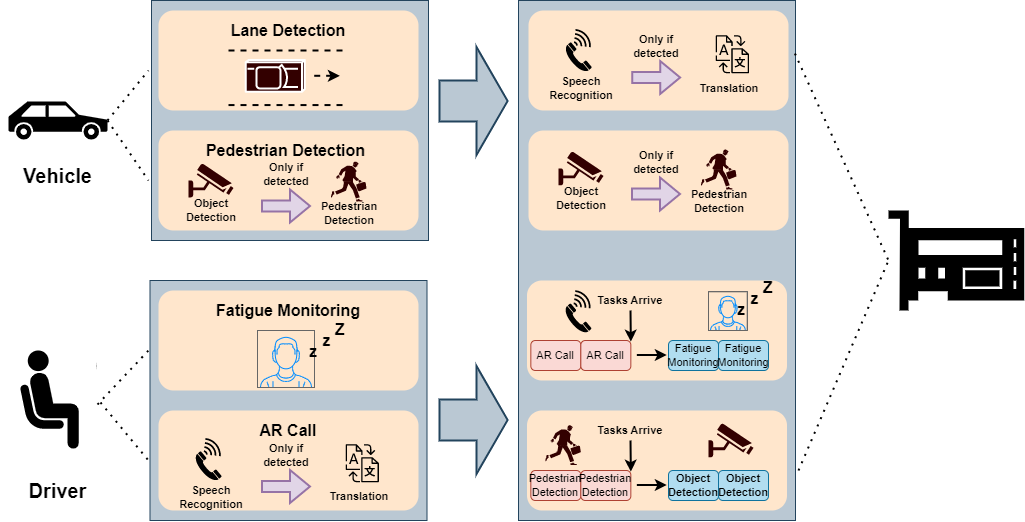 Lane Detection
Vehicle
Pedestrian Detection
Only if
detected
Object
Detection
Pedestrian
Detection
Fatigue Monitoring
z z Z
Driver
AR Call
Only if
detected
Speech
Recognition
A 文
Translation
Only if
detected
Speech
Recognition
A 文
Translation
Only if
detected
Object
Detection
Pedestrian
Detection
Tasks Arrive
z z Z
AR Call AR Call
Fatigue Fatigue
Monitoring Monitoring
Tasks Arrive
Pedestrian Pedestrian
Detection Detection
Object Object
Detection Detection